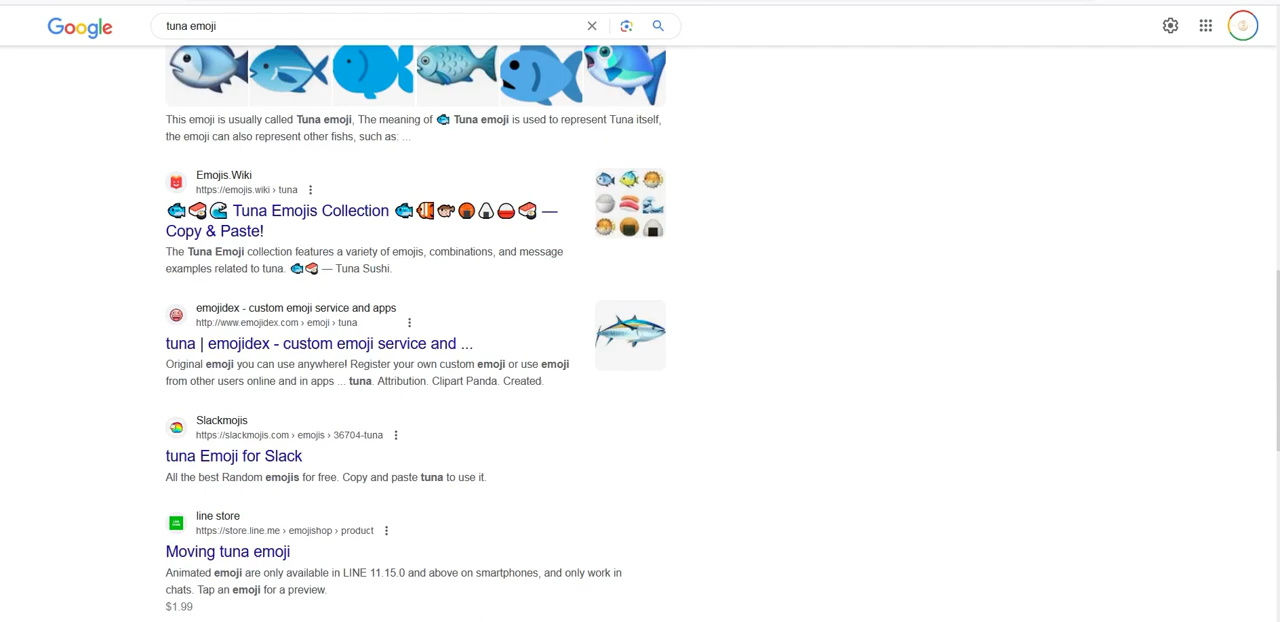 Google
tuna emoji
This emoji is usually called Tuna emoji, The meaning of 🐟 Tuna emoji is used to represent Tuna itself,
the emoji can also represent other fishs, such as: ...
Emojis.Wiki
https://emojis.wiki › tuna
🐟🍣🌊 Tuna Emojis Collection 🐟🐠🐡🍘🍙🍚🍣 —
Copy & Paste!
The Tuna Emoji collection features a variety of emojis, combinations, and message
examples related to tuna. 🐟🍣 — Tuna Sushi.
emojidex - custom emoji service and apps
http://www.emojidex.com › emoji › tuna
tuna | emojidex - custom emoji service and ...
Original emoji you can use anywhere! Register your own custom emoji or use emoji
from other users online and in apps ... tuna. Attribution. Clipart Panda. Created.
Slackmojis
https://slackmojis.com › emojis › 36704-tuna
tuna Emoji for Slack
All the best Random emojis for free. Copy and paste tuna to use it.
line store
https://store.line.me › emojishop › product
Moving tuna emoji
Animated emoji are only available in LINE 11.15.0 and above on smartphones, and only work in
chats. Tap an emoji for a preview.
$1.99